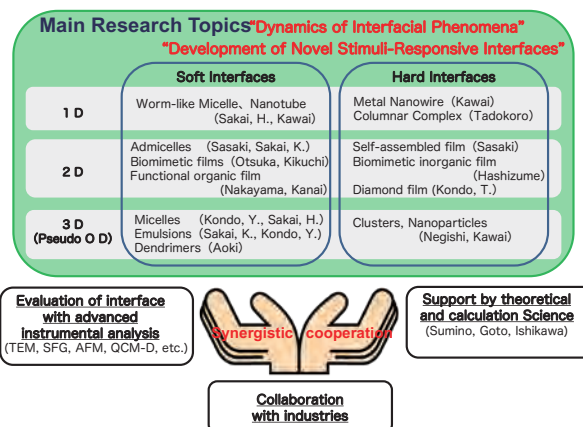 Main Research Topics "Dynamics of Interfacial Phenomena"
"Development of Novel Stimuli-Responsive Interfaces"
Soft Interfaces
Hard Interfaces
1 D
Worm-like Micelle、Nanotube
(Sakai, H., Kawai)
Metal Nanowire (Kawai)
Columnar Complex (Tadokoro)
2 D
Admicelles (Sasaki, Sakai, K.)
Biomimetic films (Otsuka, Kikuchi)
Functional organic film
(Nakayama, Kanai)
Self-assembled film (Sasaki)
Biomimetic inorganic film
(Hashizume)
Diamond film (Kondo, T.)
3 D
(Pseudo O D)
Micelles (Kondo, Y., Sakai, H.)
Emulsions (Sakai, K., Kondo, Y.)
Dendrimers (Aoki)
Clusters, Nanoparticles
(Negishi, Kawai)
Evaluation of interface
with advanced
instrumental analysis
(TEM, SFG, AFM, QCM-D, etc.)
Synergistic cooperation
Support by theoretical
and calculation Science
(Sumino, Goto, Ishikawa)
Collaboration
with industries